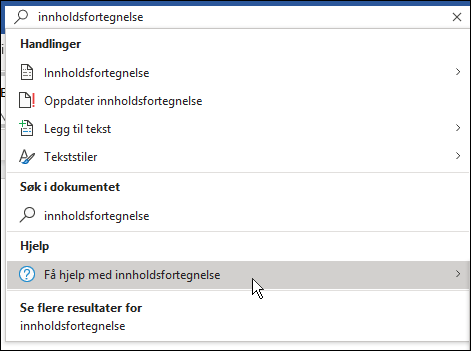 innholdsfortegnelse
Handlinger
Innholdsfortegnelse
Oppdater innholdsfortegnelse
Legg til tekst
Tekststiler
Søk i dokumentet
innholdsfortegnelse
Hjelp
Få hjelp med innholdsfortegnelse
Se flere resultater for
innholdsfortegnelse